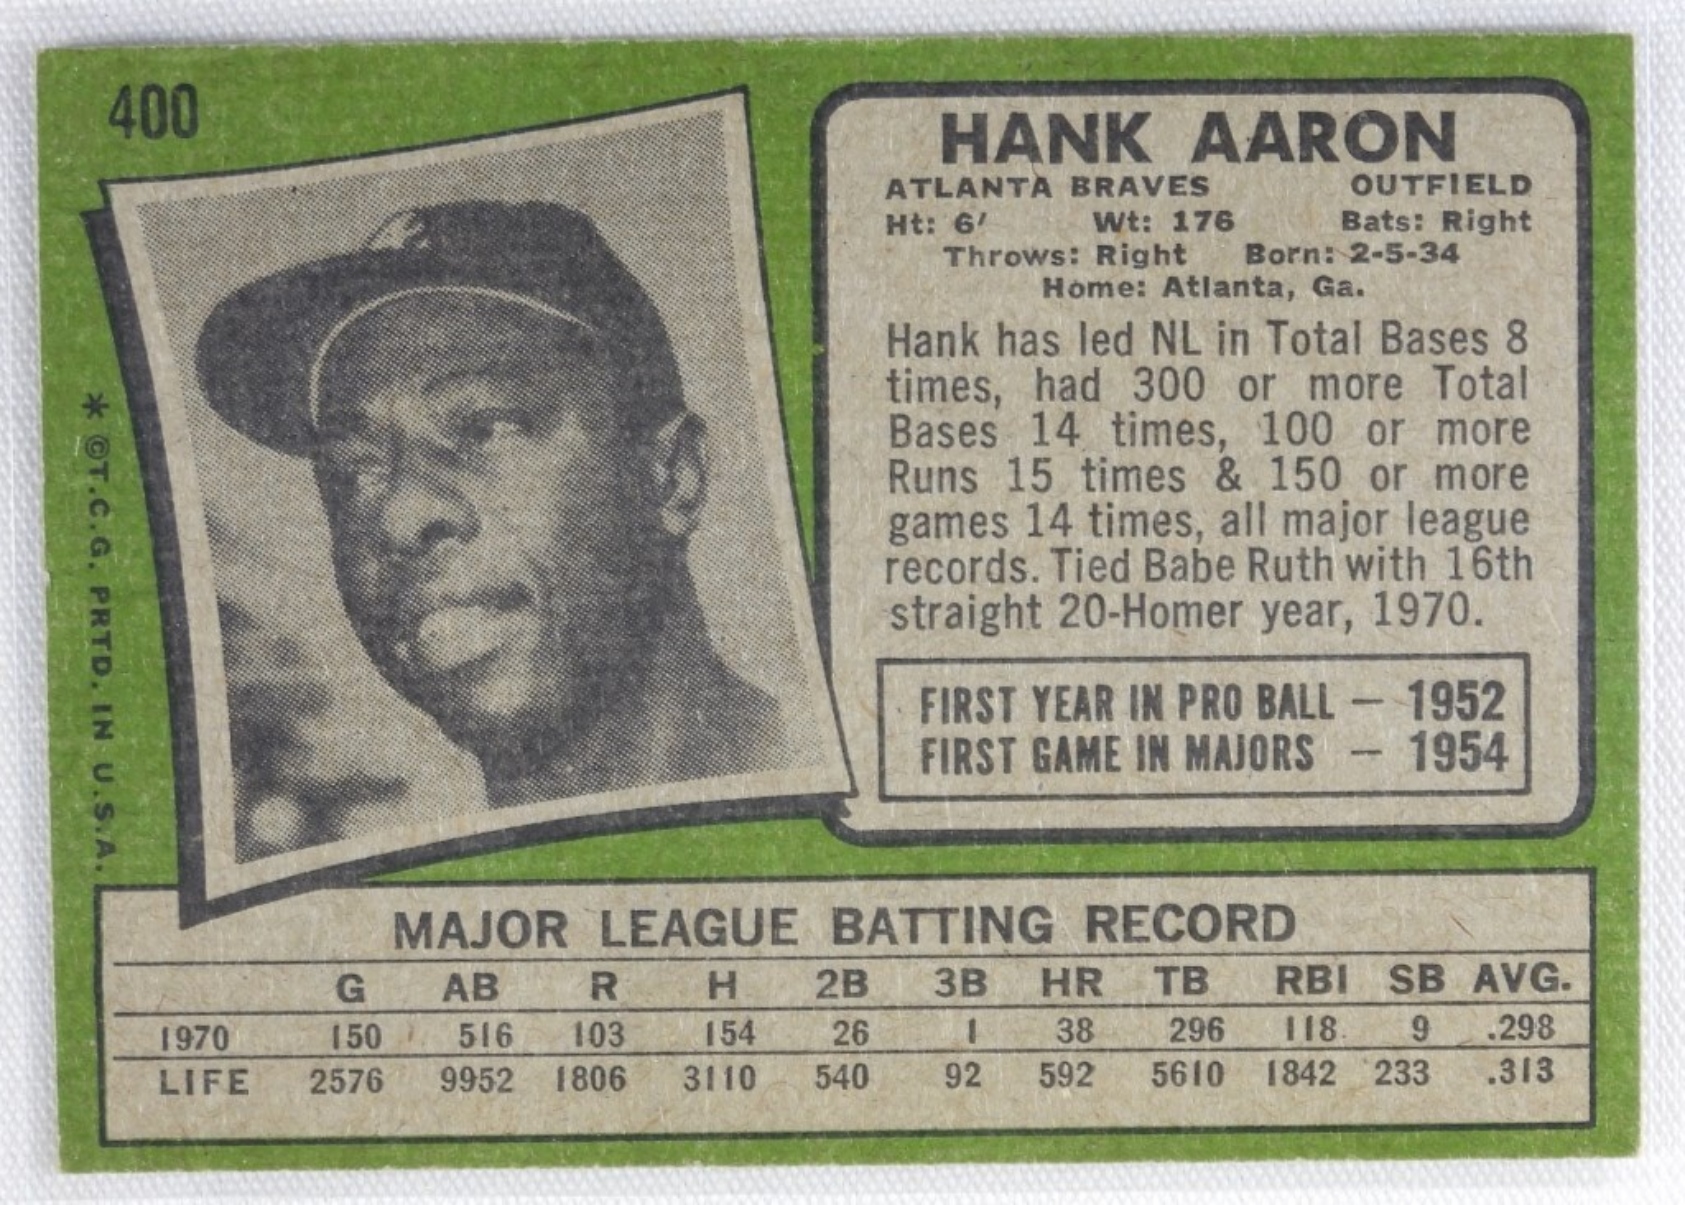 400
HANK AARON
ATLANTA BRAVES OUTFIELD
Ht: 6' Wt: 176 Bats: Right
Throws: Right Born: 2-5-34
Home: Atlanta, Ga.
Hank has led NL in Total Bases 8
times, had 300 or more Total
Bases 14 times, 100 or more
Runs 15 times & 150 or more
games 14 times, all major league
records. Tied Babe Ruth with 16th
straight 20-Homer year, 1970.
FIRST YEAR IN PRO BALL — 1952
FIRST GAME IN MAJORS — 1954
* ©T.C.G. PRTD. IN U.S.A.
MAJOR LEAGUE BATTING RECORD
G AB R H 2B 3B HR TB RBI SB AVG.
1970 150 516 103 154 26 1 38 296 118 9 .298
LIFE 2576 9952 1806 3110 540 92 592 5610 1842 233 .313